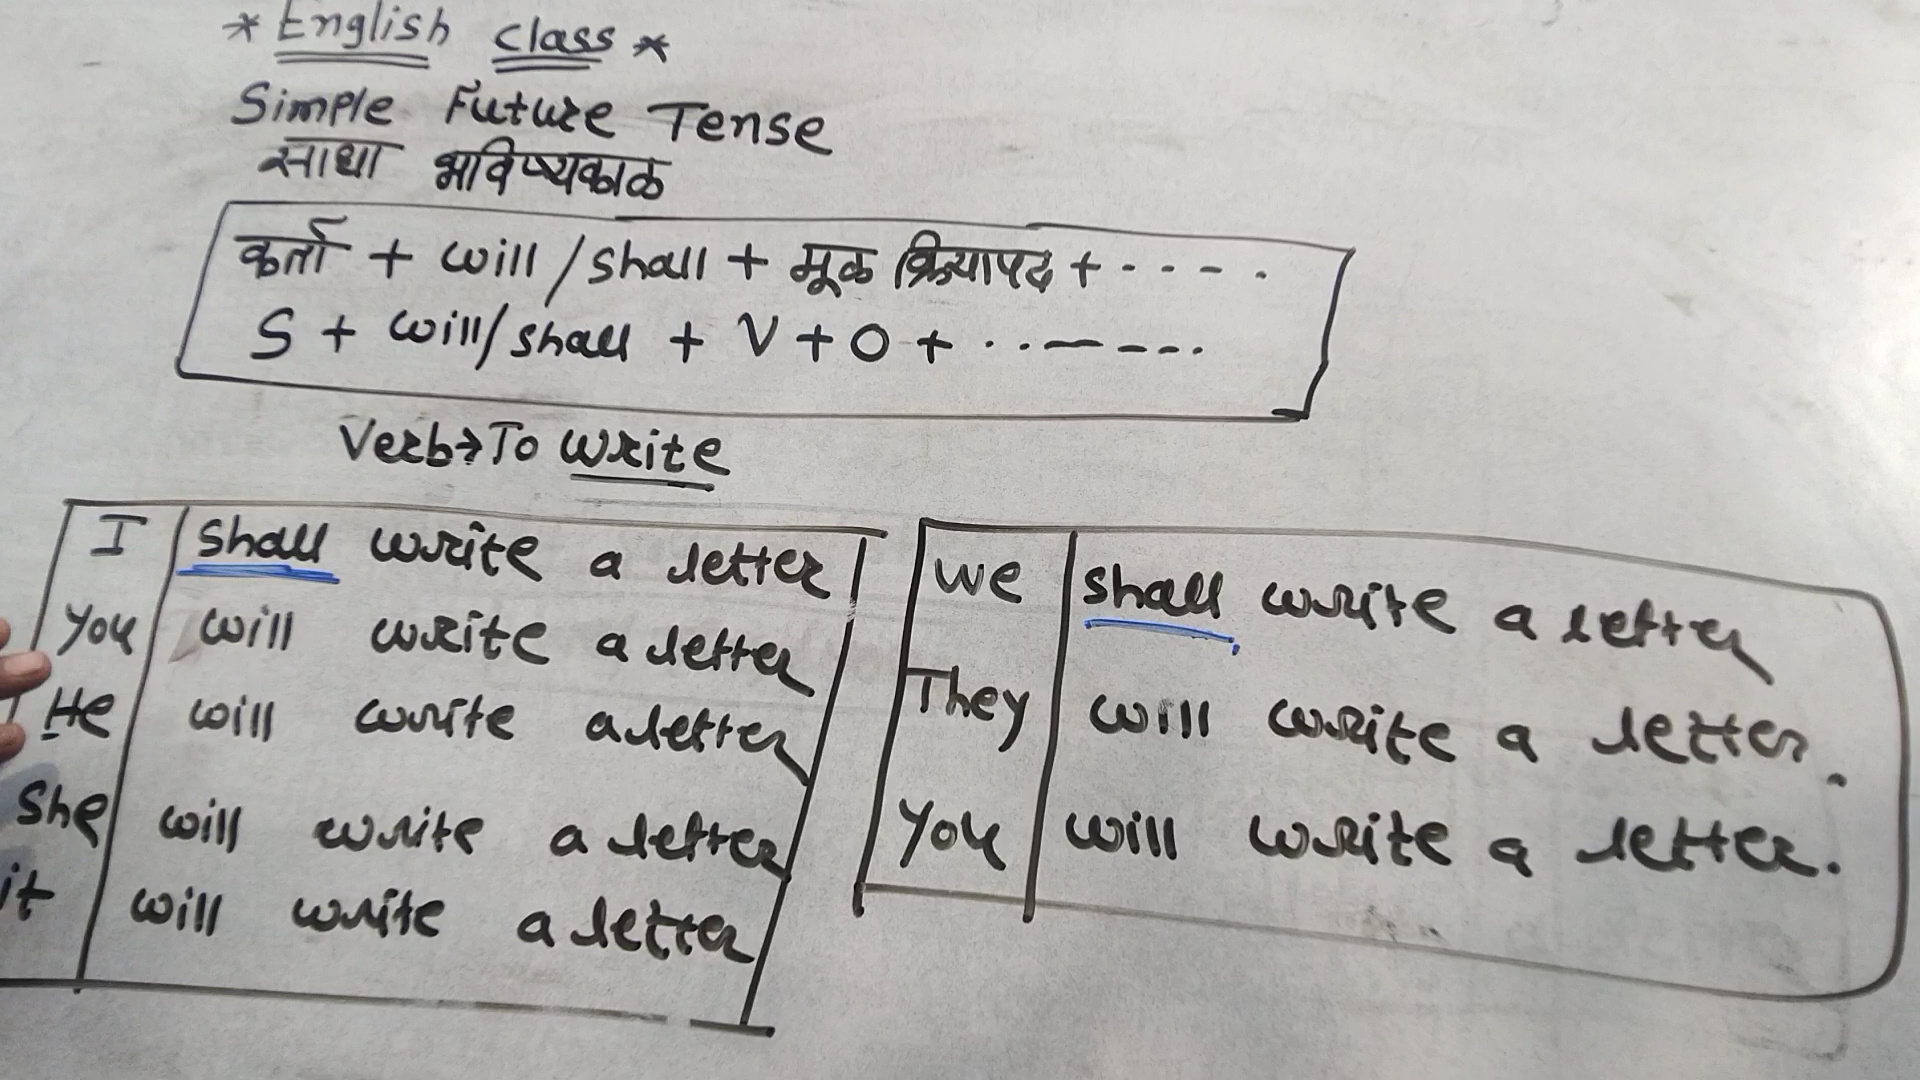 * English class *
Simple Future Tense
साधा भविष्यकाळ
कर्ता + will / shall + मूळ क्रियापद + - - - - .
S + will/shall + V + O + . . - - - - .
Verb → To write
I shall write a letter
You will write a letter
He will write a letter
She will write a letter
it will write a letter
we shall write a letter
They will write a letter.
You will write a letter.